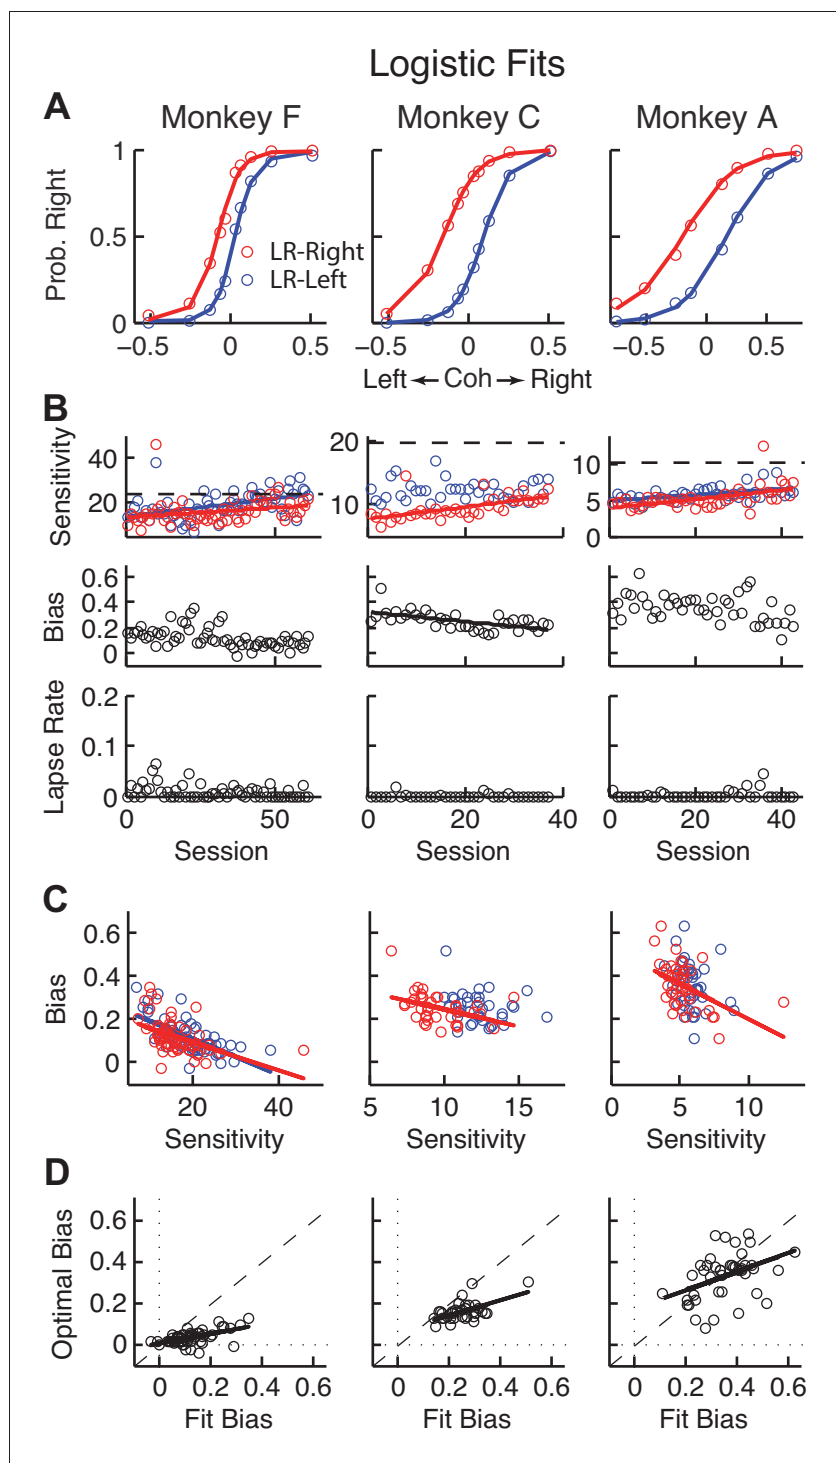 Logistic Fits
A
Monkey F Monkey C Monkey A
Prob. Right
1
0.5
0
LR-Right
LR-Left
−0.5 0 0.5 −0.5 0 0.5 −0.5 0 0.5
Left Coh Right
B
Sensitivity
40 20 10
20 10 5
0
Bias
0.6
0.4
0.2
0
Lapse Rate
0.2
0.1
0
0 50 0 20 40 0 20 40
Session Session Session
C
Bias
0.6
0.4
0.2
0
20 40 5 10 15 0 5 10
Sensitivity Sensitivity Sensitivity
D
Optimal Bias
0.6
0.4
0.2
0
0 0.2 0.4 0.6 0 0.2 0.4 0.6 0 0.2 0.4 0.6
Fit Bias Fit Bias Fit Bias